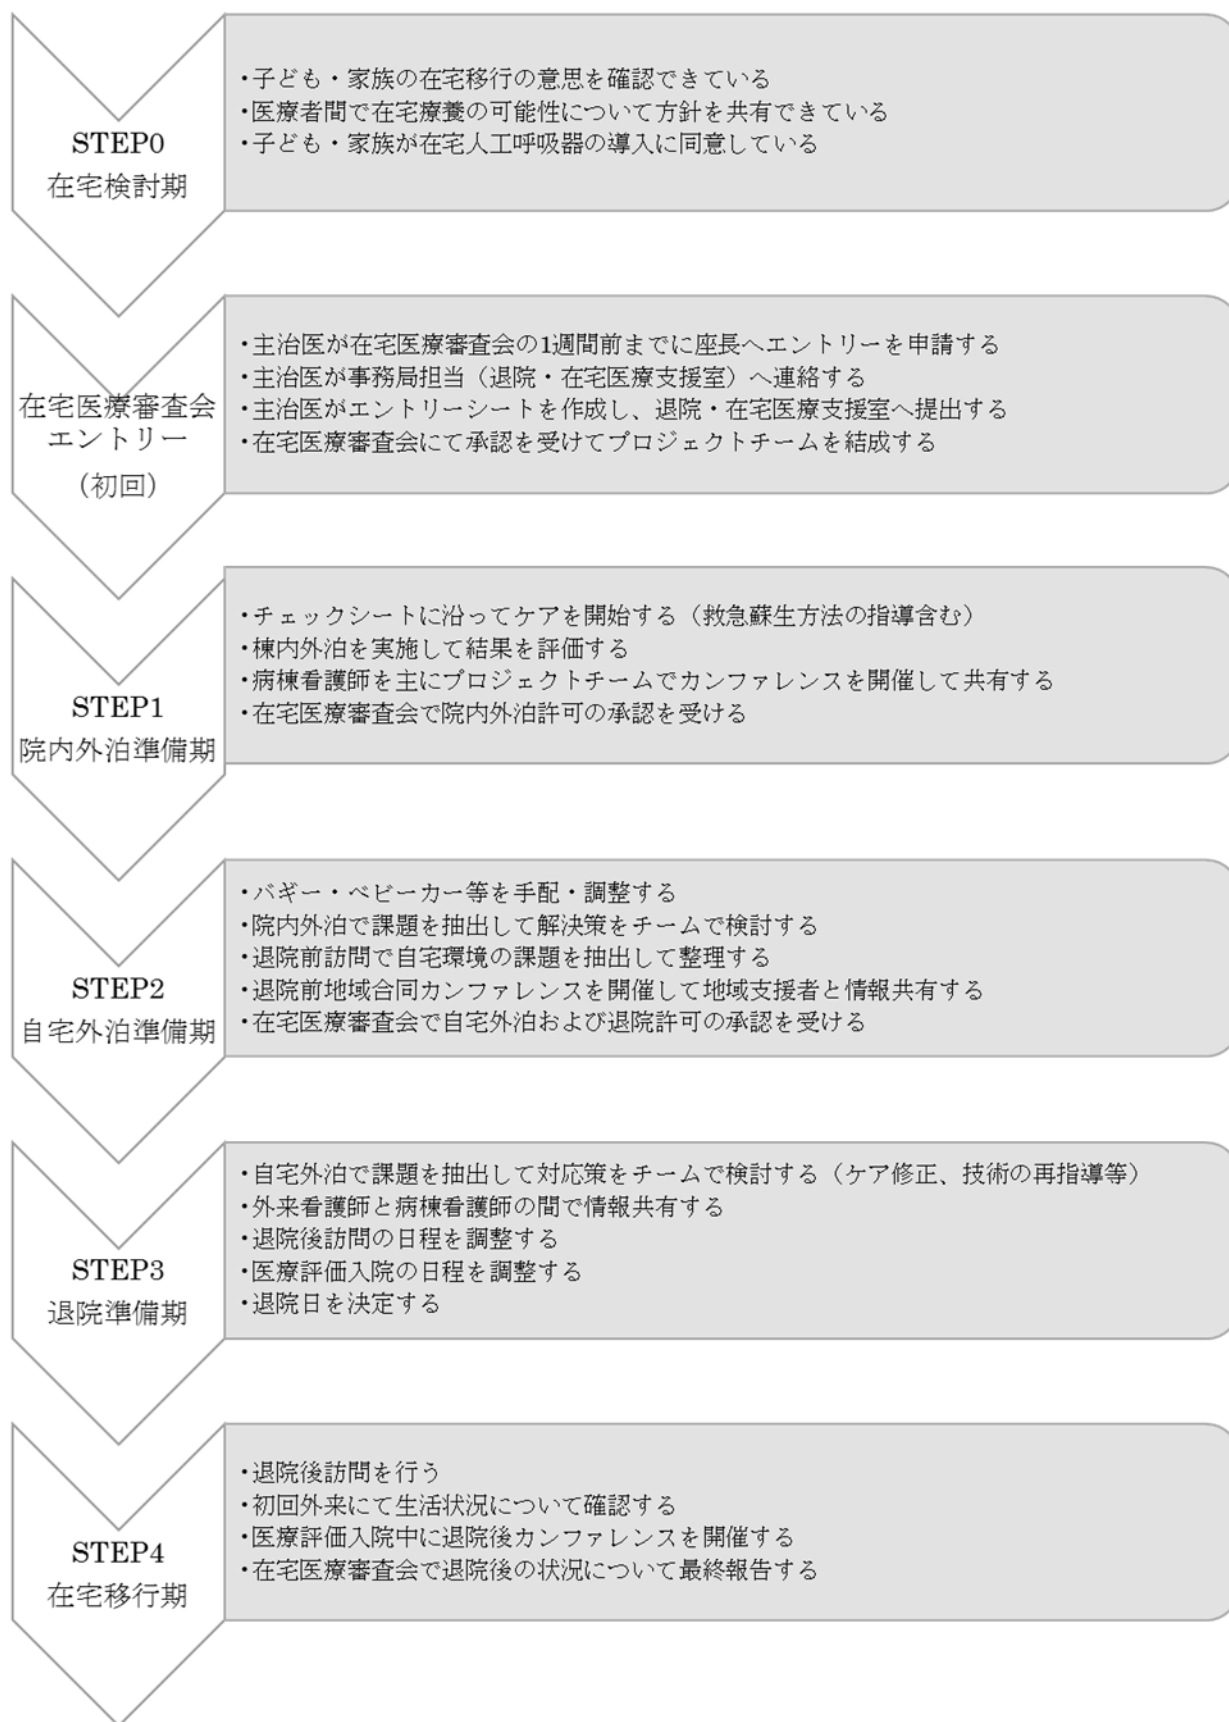 STEP0
在宅検討期
・子ども・家族の在宅移行の意思を確認できている
・医療者間で在宅療養の可能性について方針を共有できている
・子ども・家族が在宅人工呼吸器の導入に同意している
在宅医療審査会
エントリー
（初回）
・主治医が在宅医療審査会の1週間前までに座長へエントリーを申請する
・主治医が事務局担当（退院・在宅医療支援室）へ連絡する
・主治医がエントリーシートを作成し、退院・在宅医療支援室へ提出する
・在宅医療審査会にて承認を受けてプロジェクトチームを結成する
STEP1
院内外泊準備期
・チェックシートに沿ってケアを開始する（救急蘇生方法の指導含む）
・棟内外泊を実施して結果を評価する
・病棟看護師を主にプロジェクトチームでカンファレンスを開催して共有する
・在宅医療審査会で院内外泊許可の承認を受ける
STEP2
自宅外泊準備期
・バギー・ベビーカー等を手配・調整する
・院内外泊で課題を抽出して解決策をチームで検討する
・退院前訪問で自宅環境の課題を抽出して整理する
・退院前地域合同カンファレンスを開催して地域支援者と情報共有する
・在宅医療審査会で自宅外泊および退院許可の承認を受ける
STEP3
退院準備期
・自宅外泊で課題を抽出して対応策をチームで検討する（ケア修正、技術の再指導等）
・外来看護師と病棟看護師の間で情報共有する
・退院後訪問の日程を調整する
・医療評価入院の日程を調整する
・退院日を決定する
STEP4
在宅移行期
・退院後訪問を行う
・初回外来にて生活状況について確認する
・医療評価入院中に退院後カンファレンスを開催する
・在宅医療審査会で退院後の状況について最終報告する